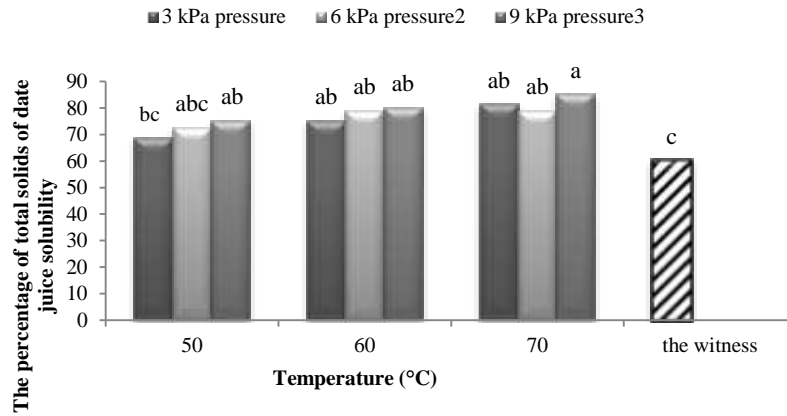 3 kPa pressure 6 kPa pressure2 9 kPa pressure3
The percentage of total solids of date
juice solubility
90
80
70
60
50
40
30
20
10
0
bc abc ab ab ab ab ab ab a c
50 60 70 the witness
Temperature (°C)